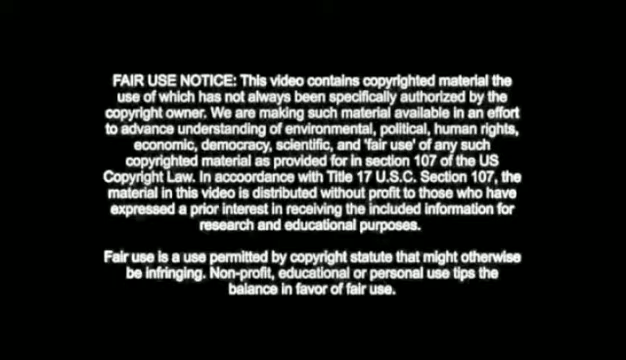 FAIR USE NOTICE: This video contains copyrighted material the
use of which has not always been specifically authorized by the
copyright owner. We are making such material available in an effort
to advance understanding of environmental, political, human rights,
economic, democracy, scientific, and 'fair use' of any such
copyrighted material as provided for in section 107 of the US
Copyright Law. In accoordance with Title 17 U.S.C. Section 107, the
material in this video is distributed without profit to those who have
expressed a prior interest in receiving the included information for
research and educational purposes.
Fair use is a use permitted by copyright statute that might otherwise
be infringing. Non-profit, educational or personal use tips the
balance in favor of fair use.